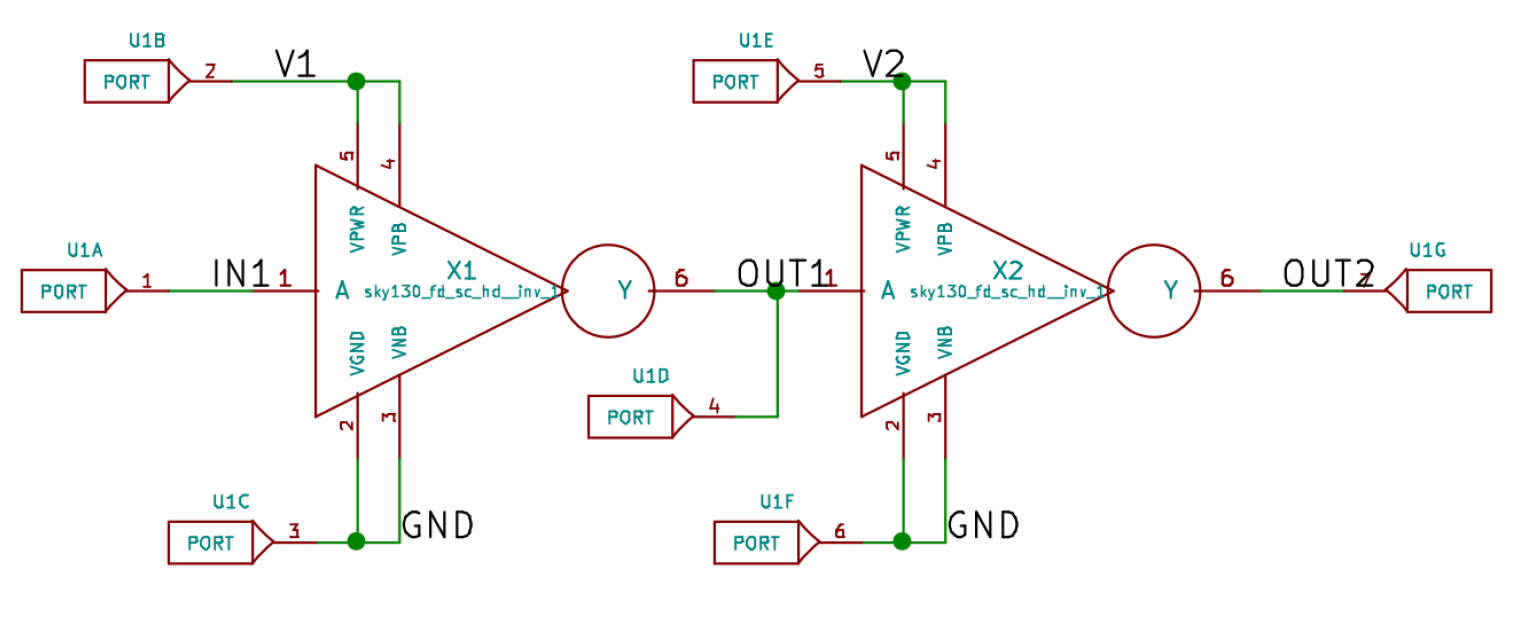 U1B
PORT
2
V1
U1E
PORT
5
V2
5
4
5
4
VPWR
VPB
VPWR
VPB
U1A
PORT
1
IN1
1
A
X1
sky130_fd_sc_hd__inv_1
Y
6
OUT1
1
A
X2
sky130_fd_sc_hd__inv_1
Y
6
OUT2
7
U1G
PORT
VGND
VNB
VGND
VNB
U1D
PORT
4
2
3
2
3
U1C
PORT
3
GND
U1F
PORT
6
GND